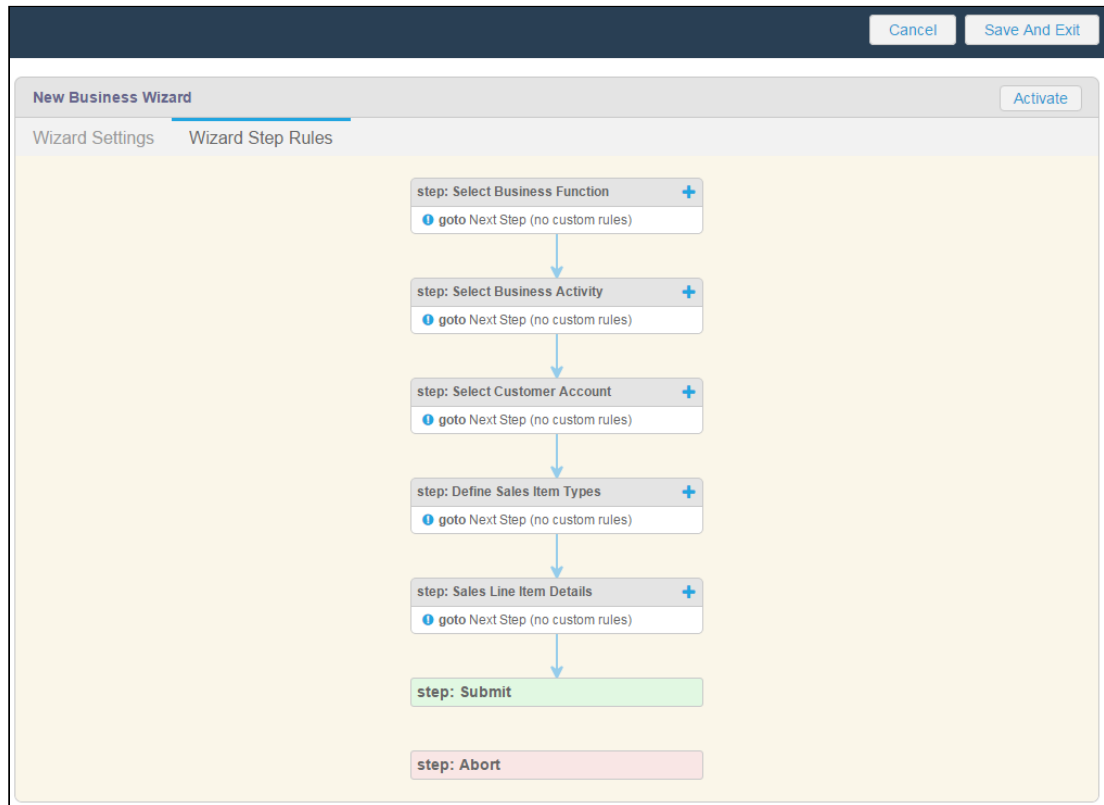 Cancel
Save And Exit
New Business Wizard
Activate
Wizard Settings
Wizard Step Rules
step: Select Business Function
goto Next Step (no custom rules)
step: Select Business Activity
goto Next Step (no custom rules)
step: Select Customer Account
goto Next Step (no custom rules)
step: Define Sales Item Types
goto Next Step (no custom rules)
step: Sales Line Item Details
goto Next Step (no custom rules)
step: Submit
step: Abort